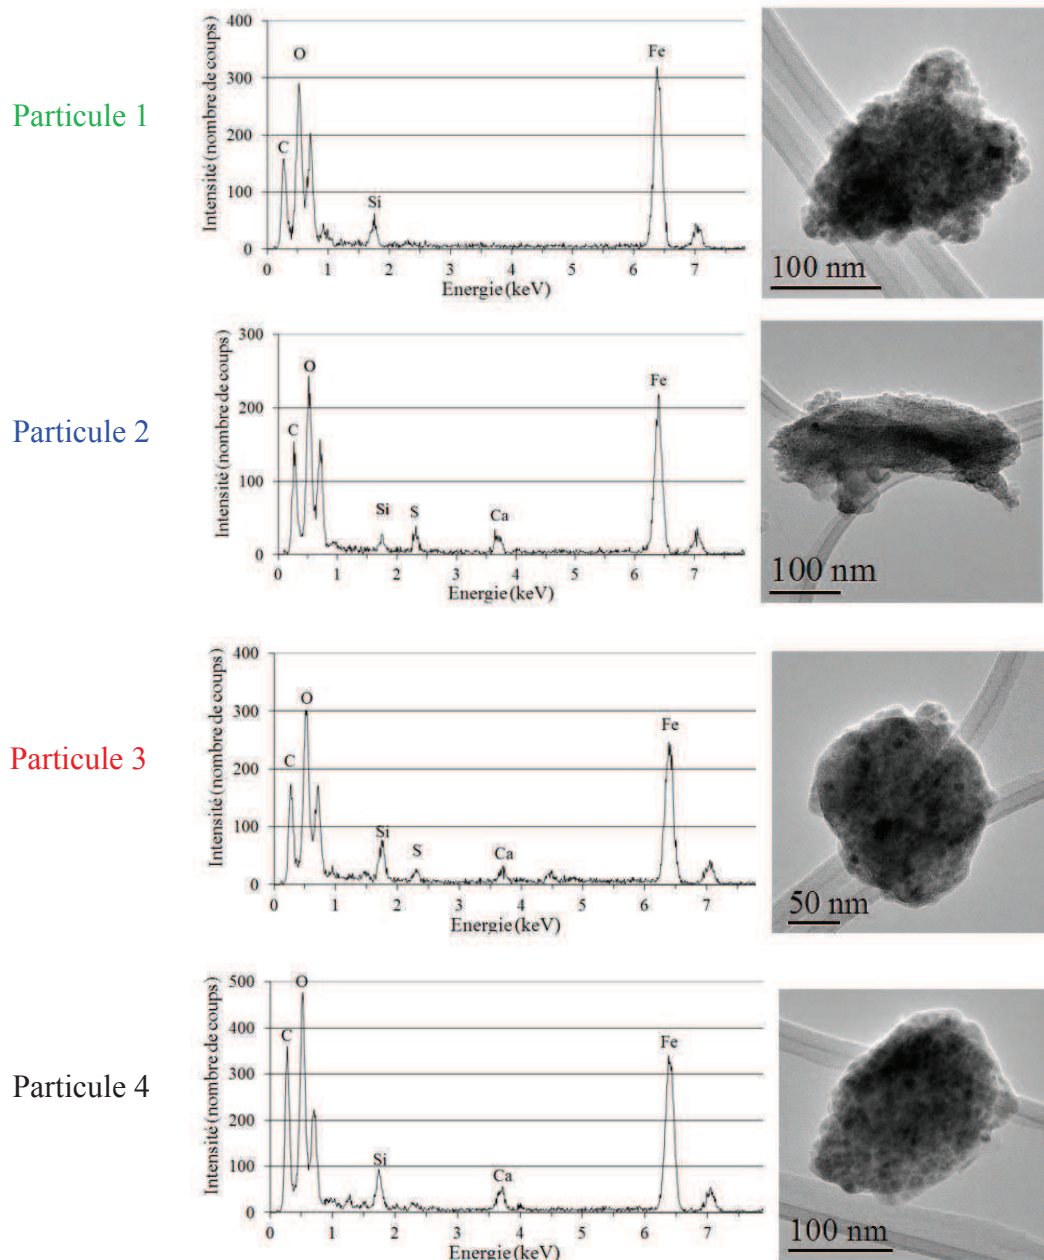 Particule 1
Intensité (nombre de coups)
400
300
200
100
0
C
O
Si
Fe
0 1 2 3 4 5 6 7
Energie (keV)
100 nm
Particule 2
Intensité (nombre de coups)
300
200
100
0
C
O
Si
S
Ca
Fe
0 1 2 3 4 5 6 7
Energie (keV)
100 nm
Particule 3
Intensité (nombre de coups)
400
300
200
100
0
C
O
Si
S
Ca
Fe
0 1 2 3 4 5 6 7
Energie (keV)
50 nm
Particule 4
Intensité (nombre de coups)
500
400
300
200
100
0
C
O
Si
Ca
Fe
0 1 2 3 4 5 6 7
Energie (keV)
100 nm